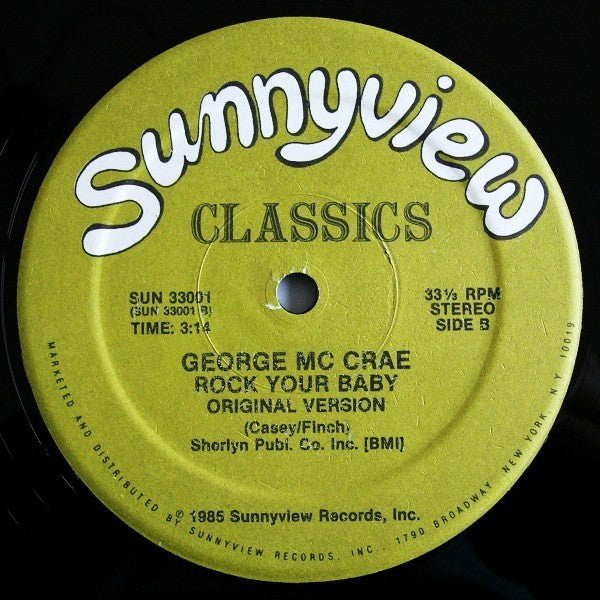 Sunnyview
CLASSICS
SUN 33001
(SUN 33001 B)
TIME: 3:14
33⅓ RPM
STEREO
SIDE B
GEORGE MC CRAE
ROCK YOUR BABY
ORIGINAL VERSION
(Casey/Finch)
Sherlyn Publ. Co. Inc. [BMI]
℗ 1985 Sunnyview Records, Inc.
MARKETED AND DISTRIBUTED BY SUNNYVIEW RECORDS, INC., 1790 BROADWAY, NEW YORK, N.Y. 10019